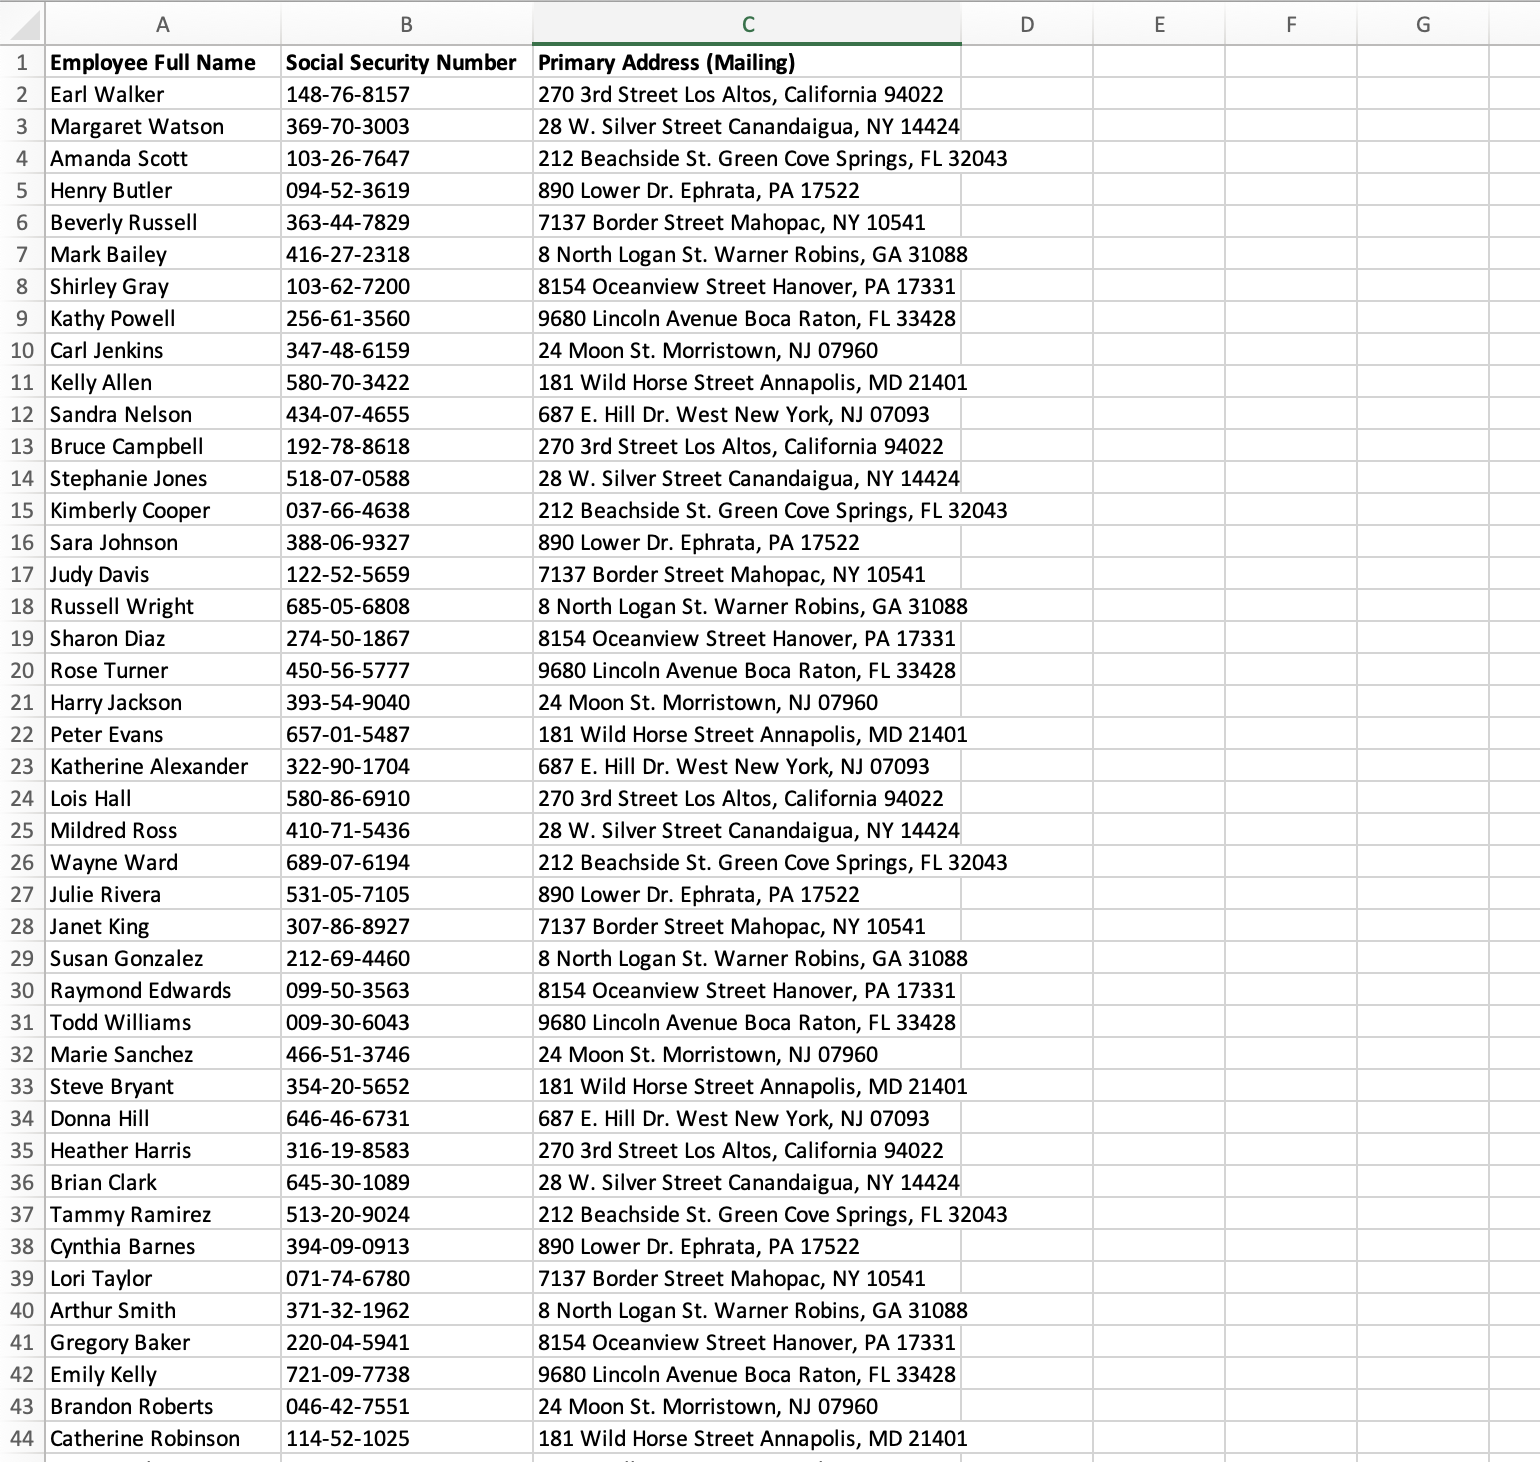 A B C D E F G
1 Employee Full Name Social Security Number Primary Address (Mailing)
2 Earl Walker 148-76-8157 270 3rd Street Los Altos, California 94022
3 Margaret Watson 369-70-3003 28 W. Silver Street Canandaigua, NY 14424
4 Amanda Scott 103-26-7647 212 Beachside St. Green Cove Springs, FL 32043
5 Henry Butler 094-52-3619 890 Lower Dr. Ephrata, PA 17522
6 Beverly Russell 363-44-7829 7137 Border Street Mahopac, NY 10541
7 Mark Bailey 416-27-2318 8 North Logan St. Warner Robins, GA 31088
8 Shirley Gray 103-62-7200 8154 Oceanview Street Hanover, PA 17331
9 Kathy Powell 256-61-3560 9680 Lincoln Avenue Boca Raton, FL 33428
10 Carl Jenkins 347-48-6159 24 Moon St. Morristown, NJ 07960
11 Kelly Allen 580-70-3422 181 Wild Horse Street Annapolis, MD 21401
12 Sandra Nelson 434-07-4655 687 E. Hill Dr. West New York, NJ 07093
13 Bruce Campbell 192-78-8618 270 3rd Street Los Altos, California 94022
14 Stephanie Jones 518-07-0588 28 W. Silver Street Canandaigua, NY 14424
15 Kimberly Cooper 037-66-4638 212 Beachside St. Green Cove Springs, FL 32043
16 Sara Johnson 388-06-9327 890 Lower Dr. Ephrata, PA 17522
17 Judy Davis 122-52-5659 7137 Border Street Mahopac, NY 10541
18 Russell Wright 685-05-6808 8 North Logan St. Warner Robins, GA 31088
19 Sharon Diaz 274-50-1867 8154 Oceanview Street Hanover, PA 17331
20 Rose Turner 450-56-5777 9680 Lincoln Avenue Boca Raton, FL 33428
21 Harry Jackson 393-54-9040 24 Moon St. Morristown, NJ 07960
22 Peter Evans 657-01-5487 181 Wild Horse Street Annapolis, MD 21401
23 Katherine Alexander 322-90-1704 687 E. Hill Dr. West New York, NJ 07093
24 Lois Hall 580-86-6910 270 3rd Street Los Altos, California 94022
25 Mildred Ross 410-71-5436 28 W. Silver Street Canandaigua, NY 14424
26 Wayne Ward 689-07-6194 212 Beachside St. Green Cove Springs, FL 32043
27 Julie Rivera 531-05-7105 890 Lower Dr. Ephrata, PA 17522
28 Janet King 307-86-8927 7137 Border Street Mahopac, NY 10541
29 Susan Gonzalez 212-69-4460 8 North Logan St. Warner Robins, GA 31088
30 Raymond Edwards 099-50-3563 8154 Oceanview Street Hanover, PA 17331
31 Todd Williams 009-30-6043 9680 Lincoln Avenue Boca Raton, FL 33428
32 Marie Sanchez 466-51-3746 24 Moon St. Morristown, NJ 07960
33 Steve Bryant 354-20-5652 181 Wild Horse Street Annapolis, MD 21401
34 Donna Hill 646-46-6731 687 E. Hill Dr. West New York, NJ 07093
35 Heather Harris 316-19-8583 270 3rd Street Los Altos, California 94022
36 Brian Clark 645-30-1089 28 W. Silver Street Canandaigua, NY 14424
37 Tammy Ramirez 513-20-9024 212 Beachside St. Green Cove Springs, FL 32043
38 Cynthia Barnes 394-09-0913 890 Lower Dr. Ephrata, PA 17522
39 Lori Taylor 071-74-6780 7137 Border Street Mahopac, NY 10541
40 Arthur Smith 371-32-1962 8 North Logan St. Warner Robins, GA 31088
41 Gregory Baker 220-04-5941 8154 Oceanview Street Hanover, PA 17331
42 Emily Kelly 721-09-7738 9680 Lincoln Avenue Boca Raton, FL 33428
43 Brandon Roberts 046-42-7551 24 Moon St. Morristown, NJ 07960
44 Catherine Robinson 114-52-1025 181 Wild Horse Street Annapolis, MD 21401